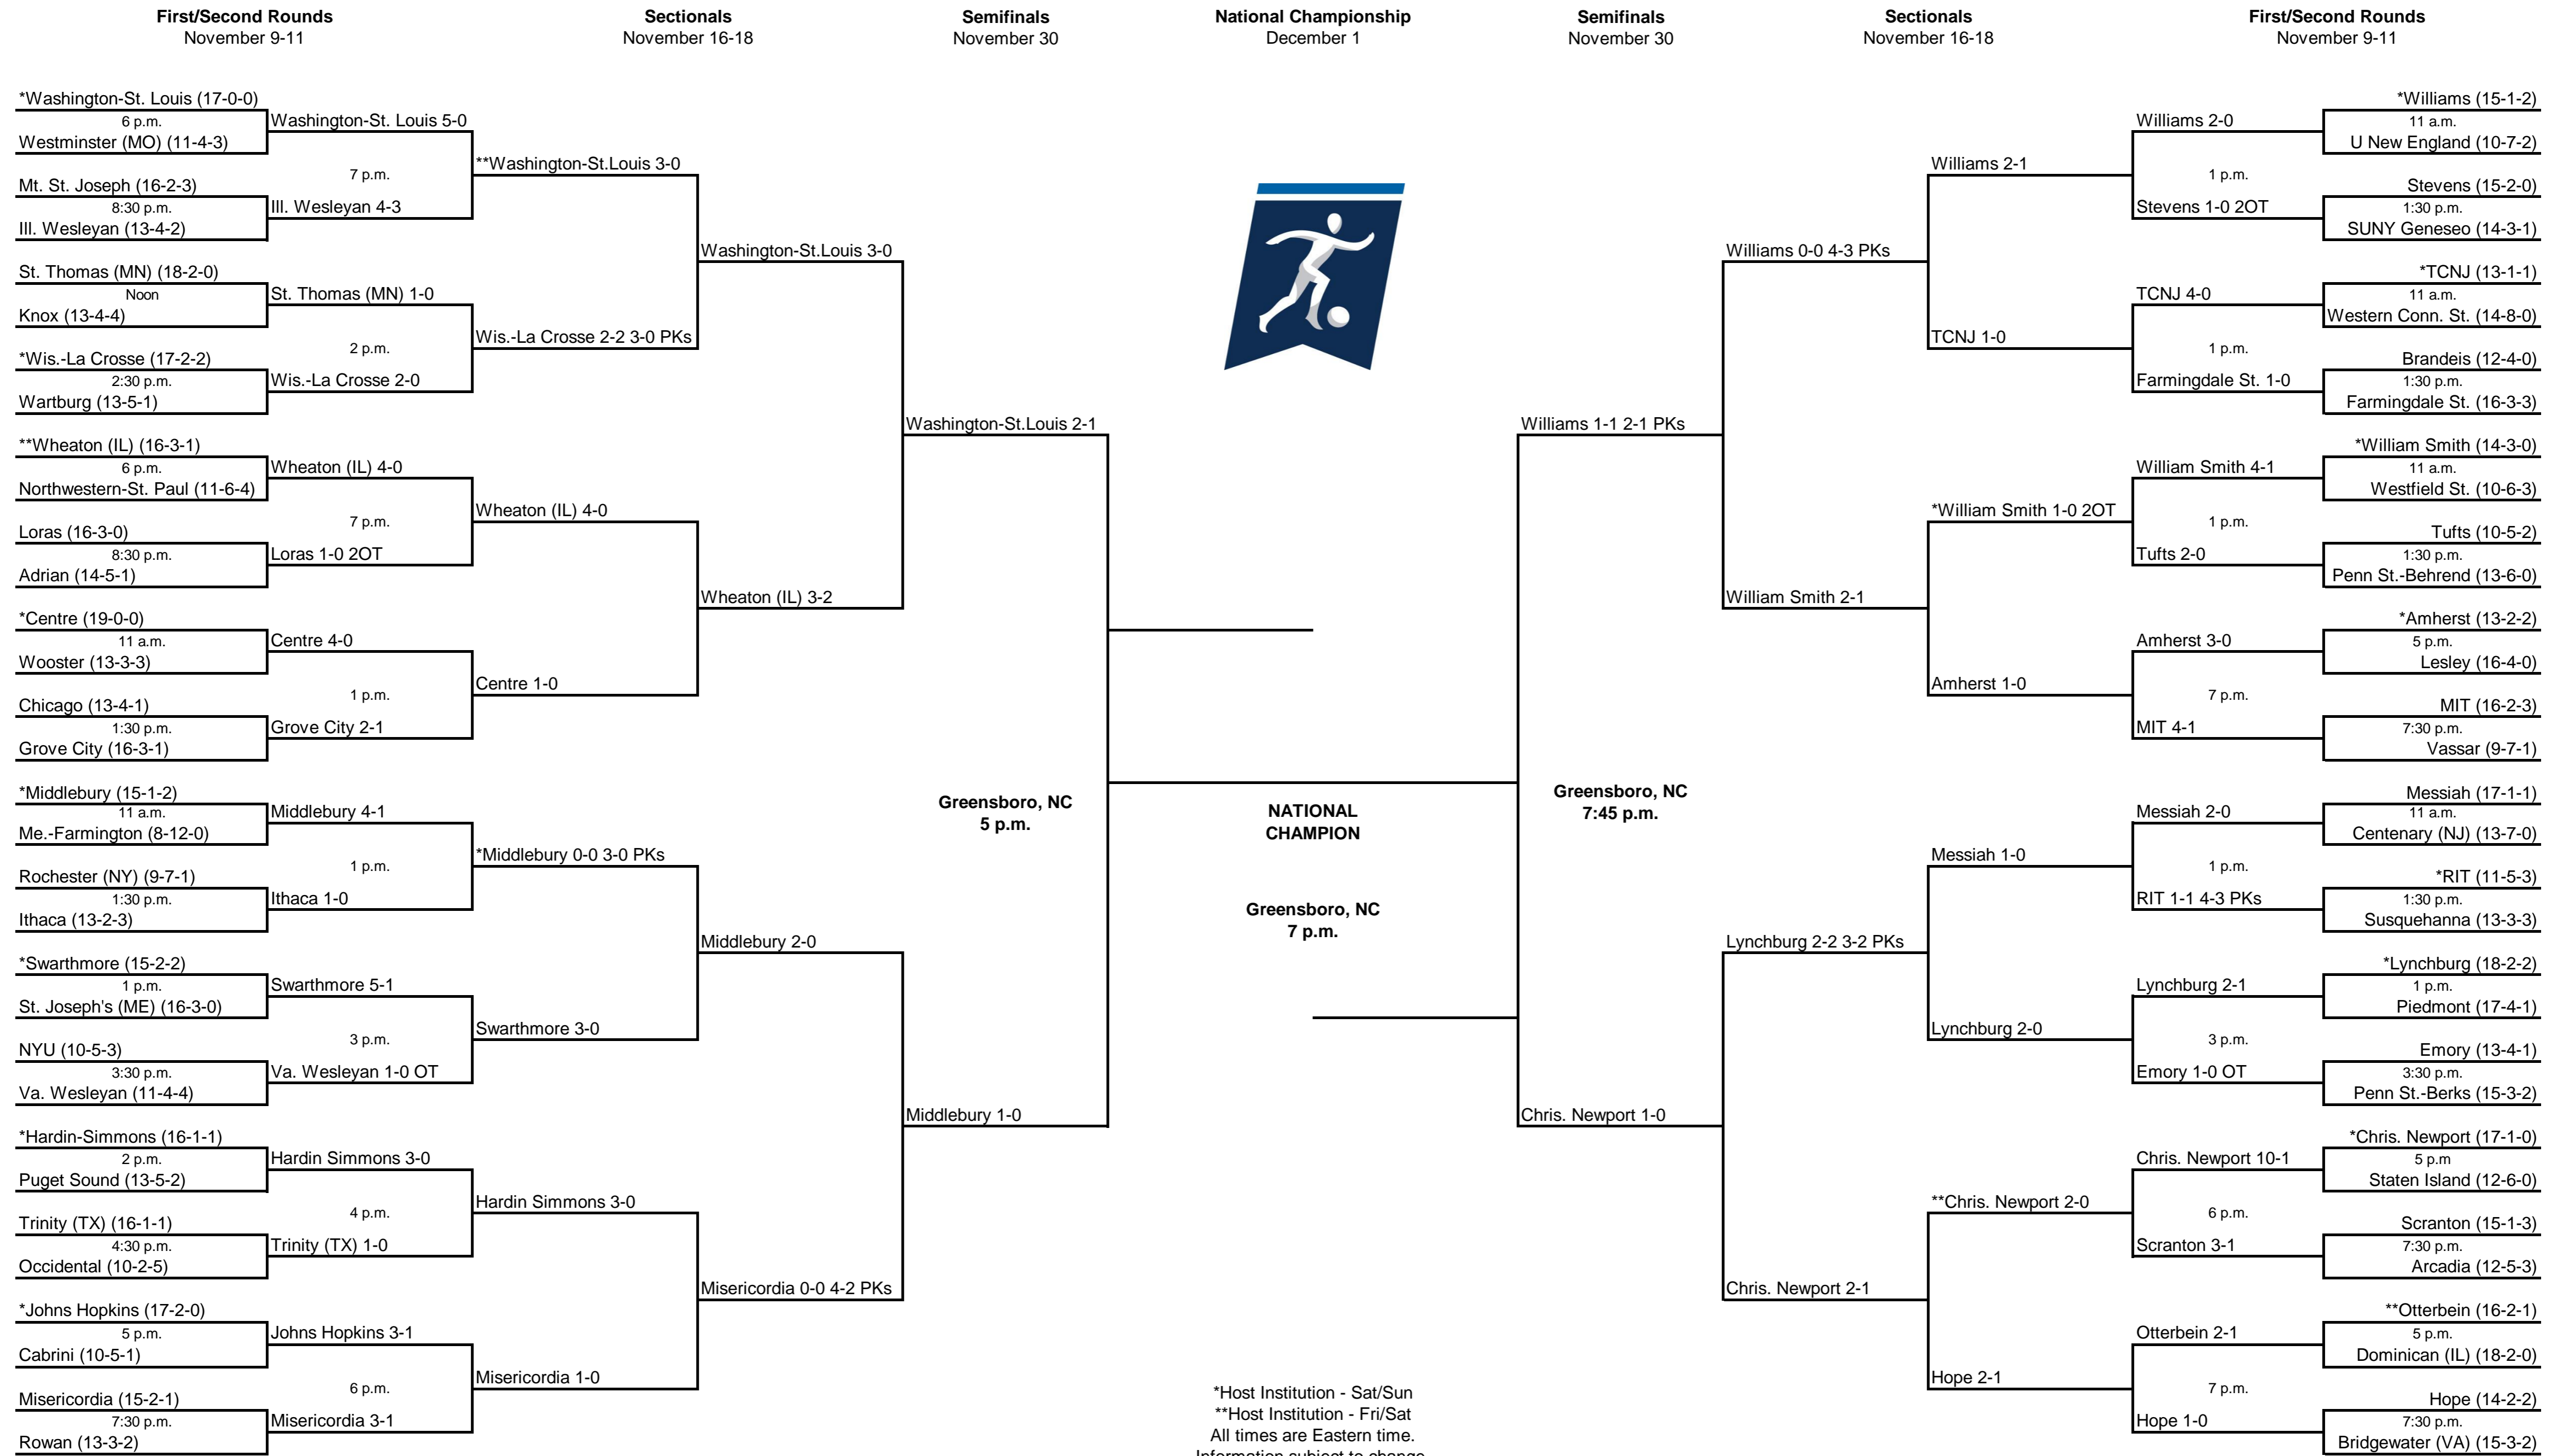 First/Second Rounds
November 9-11
Sectionals
November 16-18
Semifinals
November 30
National Championship
December 1
Semifinals
November 30
Sectionals
November 16-18
First/Second Rounds
November 9-11
*Washington-St. Louis (17-0-0)
6 p.m.
Westminster (MO) (11-4-3)
Mt. St. Joseph (16-2-3)
8:30 p.m.
Ill. Wesleyan (13-4-2)
St. Thomas (MN) (18-2-0)
Noon
Knox (13-4-4)
*Wis.-La Crosse (17-2-2)
2:30 p.m.
Wartburg (13-5-1)
**Wheaton (IL) (16-3-1)
6 p.m.
Northwestern-St. Paul (11-6-4)
Loras (16-3-0)
8:30 p.m.
Adrian (14-5-1)
*Centre (19-0-0)
11 a.m.
Wooster (13-3-3)
Chicago (13-4-1)
1:30 p.m.
Grove City (16-3-1)
*Middlebury (15-1-2)
11 a.m.
Me.-Farmington (8-12-0)
Rochester (NY) (9-7-1)
1:30 p.m.
Ithaca (13-2-3)
*Swarthmore (15-2-2)
1 p.m.
St. Joseph's (ME) (16-3-0)
NYU (10-5-3)
3:30 p.m.
Va. Wesleyan (11-4-4)
*Hardin-Simmons (16-1-1)
2 p.m.
Puget Sound (13-5-2)
Trinity (TX) (16-1-1)
4:30 p.m.
Occidental (10-2-5)
*Johns Hopkins (17-2-0)
5 p.m.
Cabrini (10-5-1)
Misericordia (15-2-1)
7:30 p.m.
Rowan (13-3-2)
Washington-St. Louis 5-0
7 p.m.
Ill. Wesleyan 4-3
St. Thomas (MN) 1-0
2 p.m.
Wis.-La Crosse 2-0
Wheaton (IL) 4-0
7 p.m.
Loras 1-0 2OT
Centre 4-0
1 p.m.
Grove City 2-1
Middlebury 4-1
1 p.m.
Ithaca 1-0
Swarthmore 5-1
3 p.m.
Va. Wesleyan 1-0 OT
Hardin Simmons 3-0
4 p.m.
Trinity (TX) 1-0
Johns Hopkins 3-1
6 p.m.
Misericordia 3-1
**Washington-St.Louis 3-0
Wis.-La Crosse 2-2 3-0 PKs
Wheaton (IL) 4-0
Centre 1-0
*Middlebury 0-0 3-0 PKs
Swarthmore 3-0
Hardin Simmons 3-0
Misericordia 1-0
Washington-St.Louis 3-0
Wheaton (IL) 3-2
Middlebury 2-0
Misericordia 0-0 4-2 PKs
Washington-St.Louis 2-1
Greensboro, NC
5 p.m.
Middlebury 1-0
NATIONAL
CHAMPION
Greensboro, NC
7 p.m.
*Host Institution - Sat/Sun
**Host Institution - Fri/Sat
All times are Eastern time.
Information subject to change
Williams 1-1 2-1 PKs
Greensboro, NC
7:45 p.m.
Chris. Newport 1-0
Williams 0-0 4-3 PKs
William Smith 2-1
Lynchburg 2-2 3-2 PKs
Chris. Newport 2-1
Williams 2-1
TCNJ 1-0
*William Smith 1-0 2OT
Amherst 1-0
Messiah 1-0
Lynchburg 2-0
**Chris. Newport 2-0
Hope 2-1
Williams 2-0
1 p.m.
Stevens 1-0 2OT
TCNJ 4-0
1 p.m.
Farmingdale St. 1-0
William Smith 4-1
1 p.m.
Tufts 2-0
Amherst 3-0
7 p.m.
MIT 4-1
Messiah 2-0
1 p.m.
RIT 1-1 4-3 PKs
Lynchburg 2-1
3 p.m.
Emory 1-0 OT
Chris. Newport 10-1
6 p.m.
Scranton 3-1
Otterbein 2-1
7 p.m.
Hope 1-0
*Williams (15-1-2)
11 a.m.
U New England (10-7-2)
Stevens (15-2-0)
1:30 p.m.
SUNY Geneseo (14-3-1)
*TCNJ (13-1-1)
11 a.m.
Western Conn. St. (14-8-0)
Brandeis (12-4-0)
1:30 p.m.
Farmingdale St. (16-3-3)
*William Smith (14-3-0)
11 a.m.
Westfield St. (10-6-3)
Tufts (10-5-2)
1:30 p.m.
Penn St.-Behrend (13-6-0)
*Amherst (13-2-2)
5 p.m.
Lesley (16-4-0)
MIT (16-2-3)
7:30 p.m.
Vassar (9-7-1)
Messiah (17-1-1)
11 a.m.
Centenary (NJ) (13-7-0)
*RIT (11-5-3)
1:30 p.m.
Susquehanna (13-3-3)
*Lynchburg (18-2-2)
1 p.m.
Piedmont (17-4-1)
Emory (13-4-1)
3:30 p.m.
Penn St.-Berks (15-3-2)
*Chris. Newport (17-1-0)
5 p.m
Staten Island (12-6-0)
Scranton (15-1-3)
7:30 p.m.
Arcadia (12-5-3)
**Otterbein (16-2-1)
5 p.m.
Dominican (IL) (18-2-0)
Hope (14-2-2)
7:30 p.m.
Bridgewater (VA) (15-3-2)